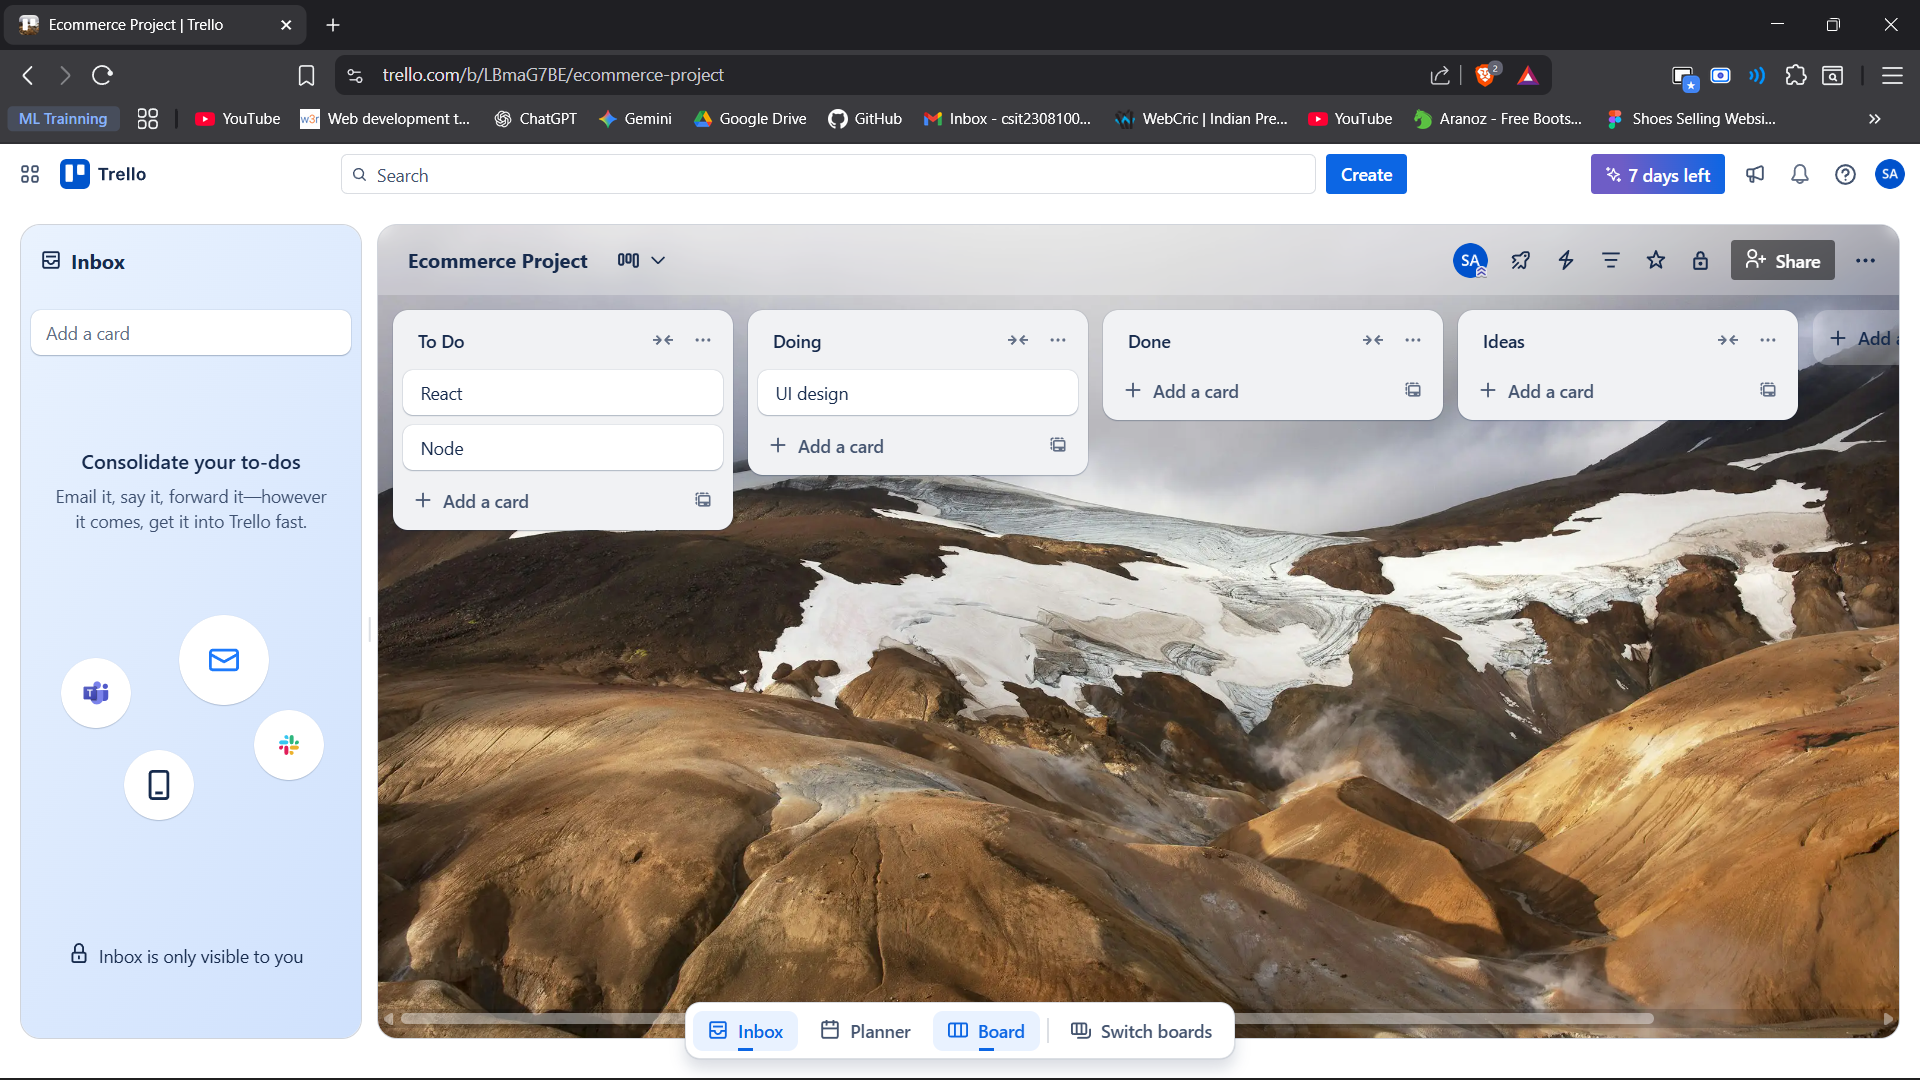 Ecommerce Project | Trello
trello.com/b/LBmaG7BE/ecommerce-project
2
ML Trainning
YouTube
Web development t...
ChatGPT
Gemini
Google Drive
GitHub
Inbox - csit2308100...
WebCric | Indian Pre...
YouTube
Aranoz - Free Boots...
Shoes Selling Websi...
Trello
Search
Create
7 days left
SA
Inbox
Add a card
Consolidate your to-dos
Email it, say it, forward it—however
it comes, get it into Trello fast.
Inbox is only visible to you
Ecommerce Project
SA
Share
To Do
React
Node
Add a card
Doing
UI design
Add a card
Done
Add a card
Ideas
Add a card
Add
Inbox
Planner
Board
Switch boards